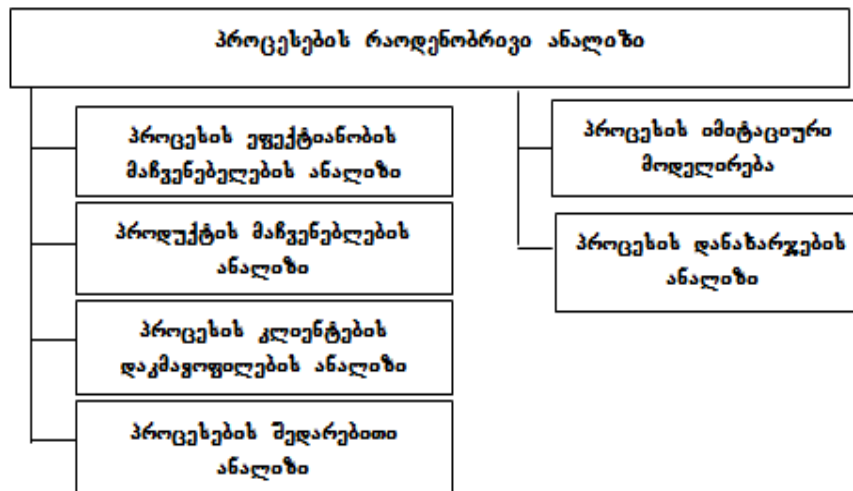 პროცესების რაოდენობრივი ანალიზი
პროცესის ეფექტიანობის
მაჩვენებელების ანალიზი
პროდუქტის მაჩვენებლების
ანალიზი
პროცესის კლიენტების
დაკმაყოფილების ანალიზი
პროცესების შედარებითი
ანალიზი
პროცესის იმიტაციური
მოდელირება
პროცესის დანახარჯების
ანალიზი